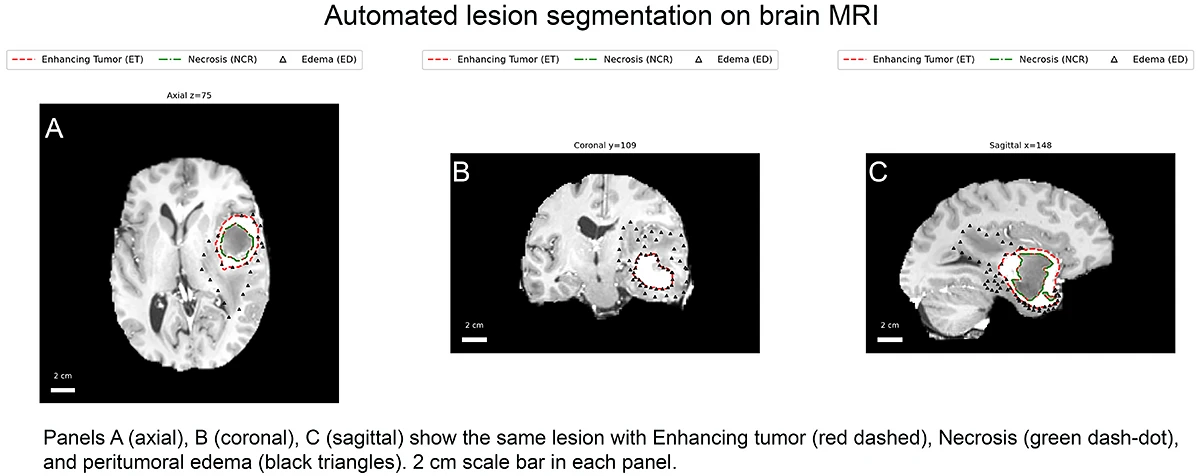 Automated lesion segmentation on brain MRI
Enhancing Tumor (ET) Necrosis (NCR) Edema (ED)
Enhancing Tumor (ET) Necrosis (NCR) Edema (ED)
Enhancing Tumor (ET) Necrosis (NCR) Edema (ED)
Axial z=75
A
2 cm
Coronal y=109
B
2 cm
Sagittal x=148
C
2 cm
Panels A (axial), B (coronal), C (sagittal) show the same lesion with Enhancing tumor (red dashed), Necrosis (green dash-dot),
and peritumoral edema (black triangles). 2 cm scale bar in each panel.